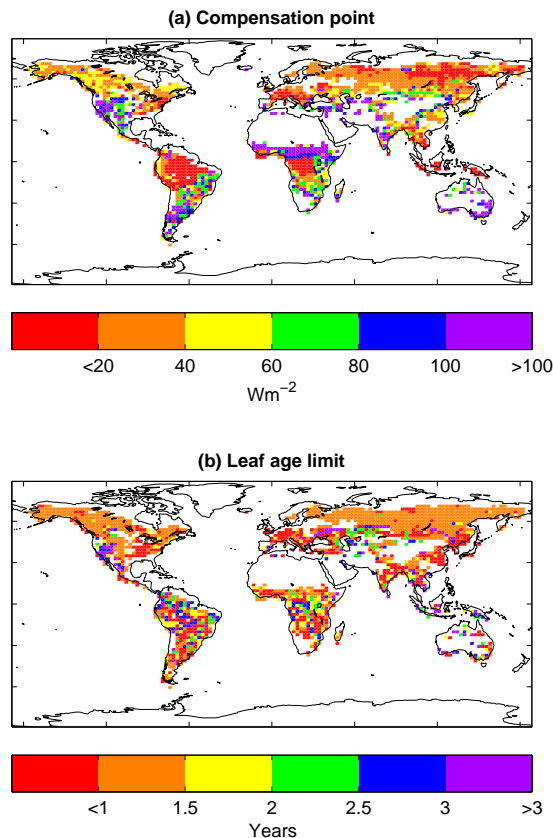 (a) Compensation point
<20 40 60 80 100 >100
Wm⁻²
(b) Leaf age limit
<1 1.5 2 2.5 3 >3
Years